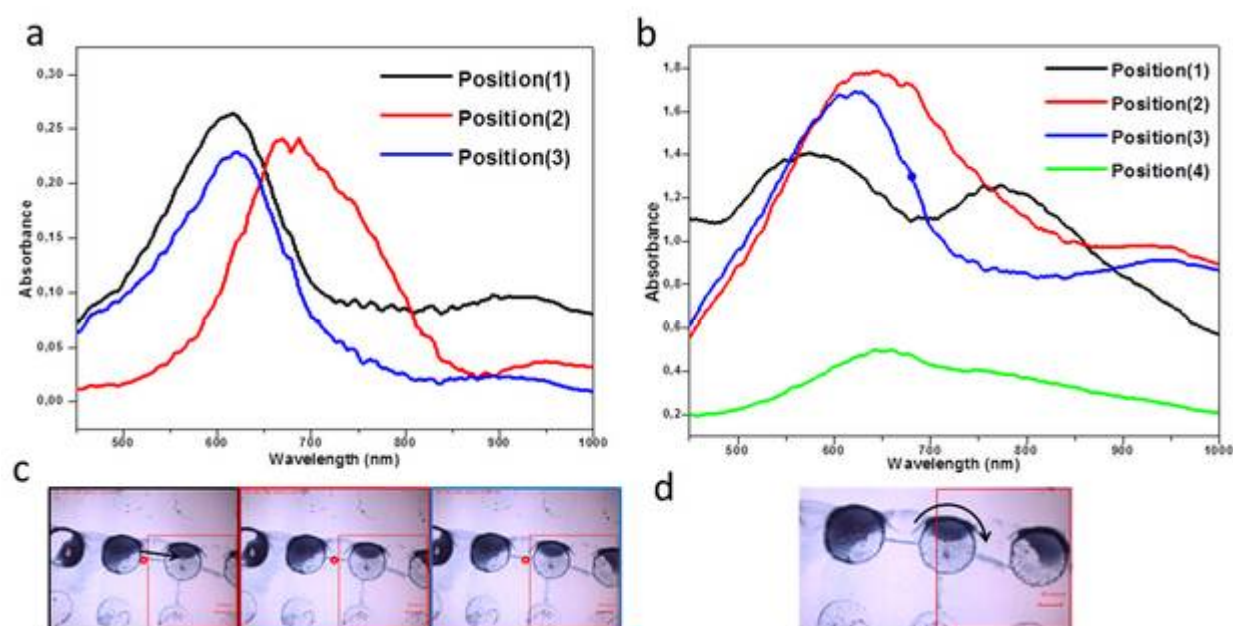 a
0,30
0,25
0,20
0,15
0,10
0,05
0,00
Absorbance
500 600 700 800 900 1000
Wavelength (nm)
Position(1)
Position(2)
Position(3)
b
1,8
1,6
1,4
1,2
1,0
0,8
0,6
0,4
0,2
Absorbance
500 600 700 800 900 1000
Wavelength (nm)
Position(1)
Position(2)
Position(3)
Position(4)
c
d